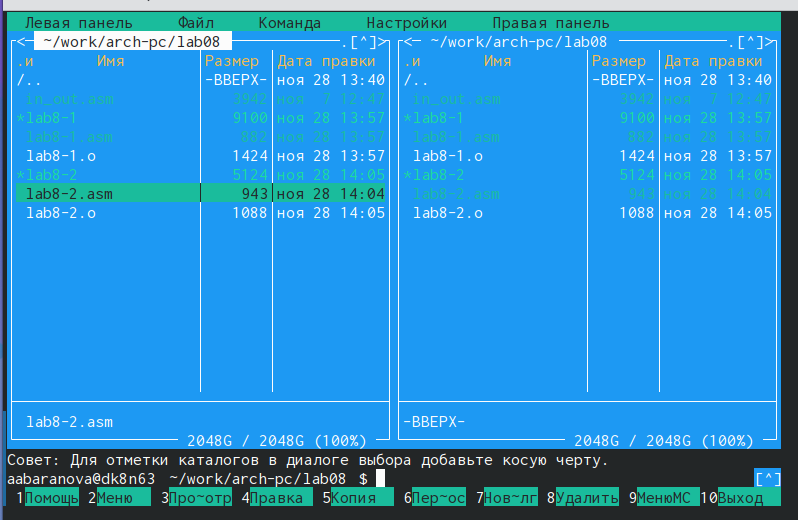 Левая панель Файл Команда Настройки Правая панель
<─ ~/work/arch-pc/lab08 ─.[^]> <─ ~/work/arch-pc/lab08 ─.[^]>
.и Имя Размер Дата правки .и Имя Размер Дата правки
/.. -ВВЕРХ- ноя 28 13:40 /.. -ВВЕРХ- ноя 28 13:40
in_out.asm 3942 ноя 7 12:47 in_out.asm 3942 ноя 7 12:47
*lab8-1 9100 ноя 28 13:57 *lab8-1 9100 ноя 28 13:57
lab8-1.asm 882 ноя 28 13:57 lab8-1.asm 882 ноя 28 13:57
lab8-1.o 1424 ноя 28 13:57 lab8-1.o 1424 ноя 28 13:57
*lab8-2 5124 ноя 28 14:05 *lab8-2 5124 ноя 28 14:05
lab8-2.asm 943 ноя 28 14:04 lab8-2.asm 943 ноя 28 14:04
lab8-2.o 1088 ноя 28 14:05 lab8-2.o 1088 ноя 28 14:05
lab8-2.asm -ВВЕРХ-
2048G / 2048G (100%) 2048G / 2048G (100%)
Совет: Для отметки каталогов в диалоге выбора добавьте косую черту.
aabaranova@dk8n63 ~/work/arch-pc/lab08 $ [^]
1Помощь 2Меню 3Про~отр 4Правка 5Копия 6Пер~ос 7Нов~лг 8Удалить 9МенюМС 10Выход